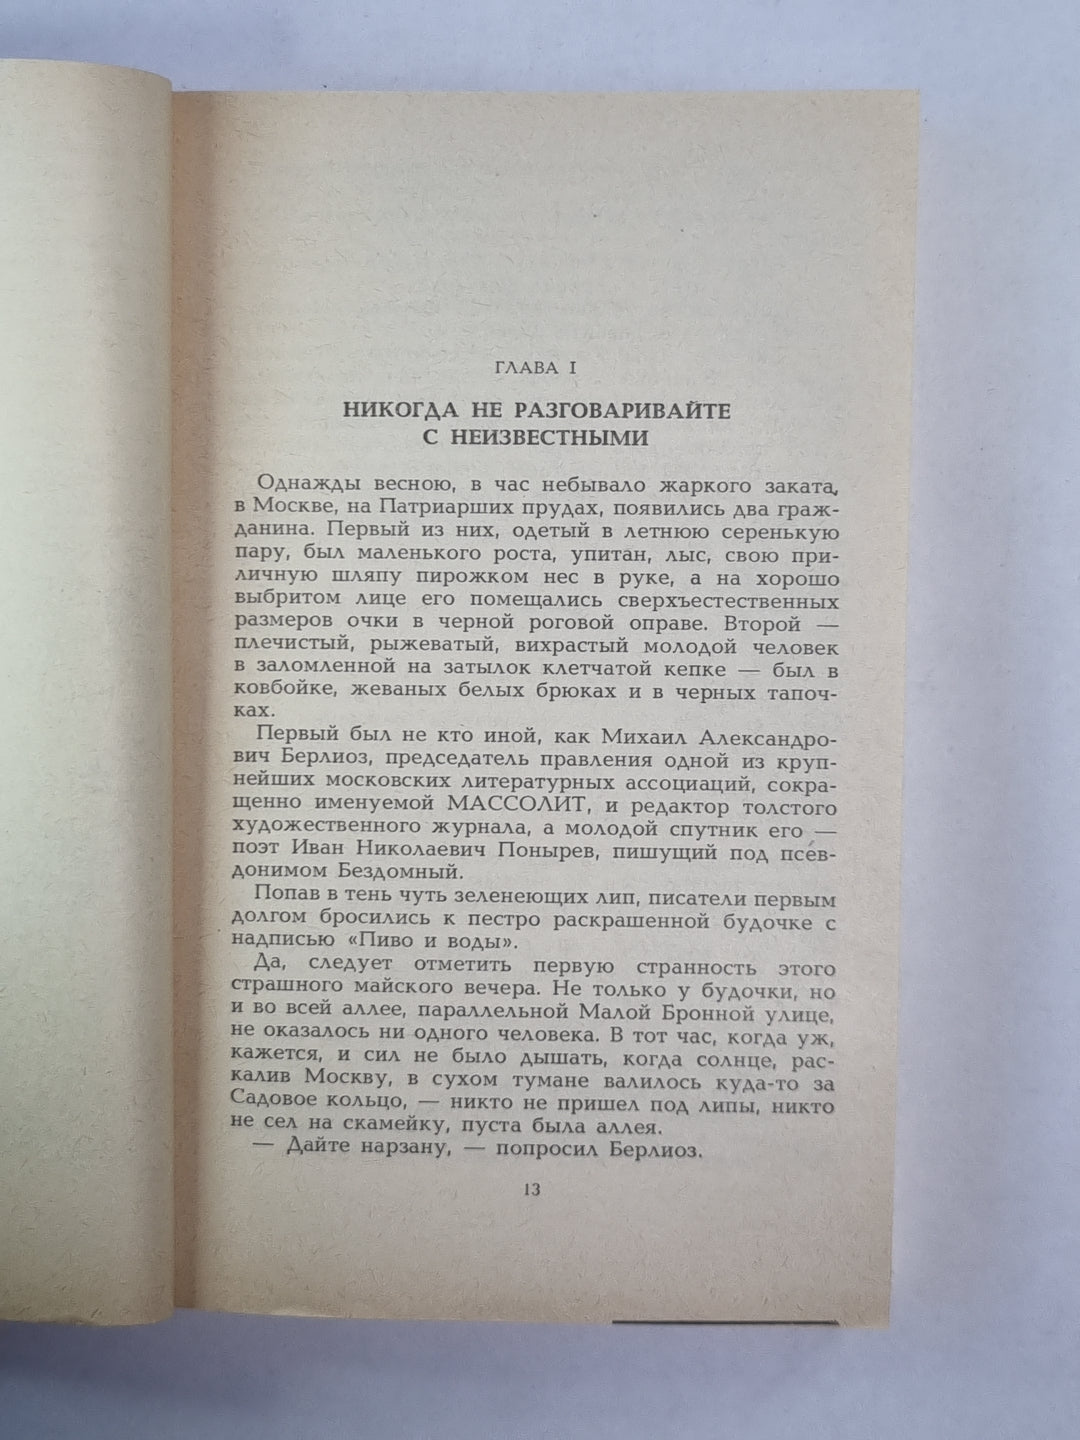 ГЛАВА I
НИКОГДА НЕ РАЗГОВАРИВАЙТЕ
С НЕИЗВЕСТНЫМИ
Однажды весною, в час небывало жаркого заката,
в Москве, на Патриарших прудах, появились два граж-
данина. Первый из них, одетый в летнюю серенькую
пару, был маленького роста, упитан, лыс, свою при-
личную шляпу пирожком нес в руке, а на хорошо
выбритом лице его помещались сверхъестественных
размеров очки в черной роговой оправе. Второй —
плечистый, рыжеватый, вихрастый молодой человек
в заломленной на затылок клетчатой кепке — был в
ковбойке, жеваных белых брюках и в черных тапоч-
ках.
Первый был не кто иной, как Михаил Александро-
вич Берлиоз, председатель правления одной из круп-
нейших московских литературных ассоциаций, сокра-
щенно именуемой МАССОЛИТ, и редактор толстого
художественного журнала, а молодой спутник его —
поэт Иван Николаевич Понырев, пишущий под псев-
донимом Бездомный.
Попав в тень чуть зеленеющих лип, писатели первым
долгом бросились к пестро раскрашенной будочке с
надписью «Пиво и воды».
Да, следует отметить первую странность этого
страшного майского вечера. Не только у будочки, но
и во всей аллее, параллельной Малой Бронной улице,
не оказалось ни одного человека. В тот час, когда уж,
кажется, и сил не было дышать, когда солнце, рас-
калив Москву, в сухом тумане валилось куда-то за
Садовое кольцо, — никто не пришел под липы, никто
не сел на скамейку, пуста была аллея.
— Дайте нарзану, — попросил Берлиоз.
13